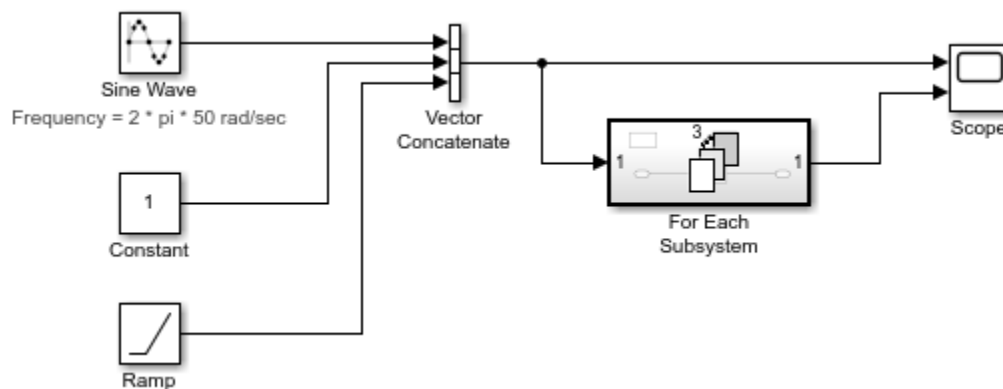 Sine Wave
Frequency = 2 * pi * 50 rad/sec
Vector
Concatenate
Scope
3
1
1
For Each
Subsystem
1
Constant
Ramp